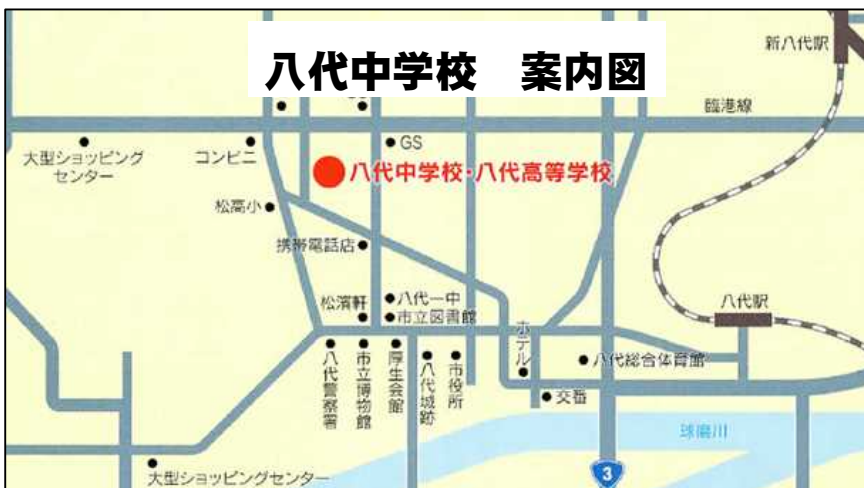 八代中学校　案内図
新八代駅
臨港線
GS
大型ショッピング
センター
コンビニ
八代中学校・八代高等学校
松高小
携帯電話店
八代一中
松濱軒
市立図書館
八代駅
ホテル
八代警察署
市立博物館
厚生会館
八代城跡
市役所
八代総合体育館
交番
球磨川
大型ショッピングセンター
3